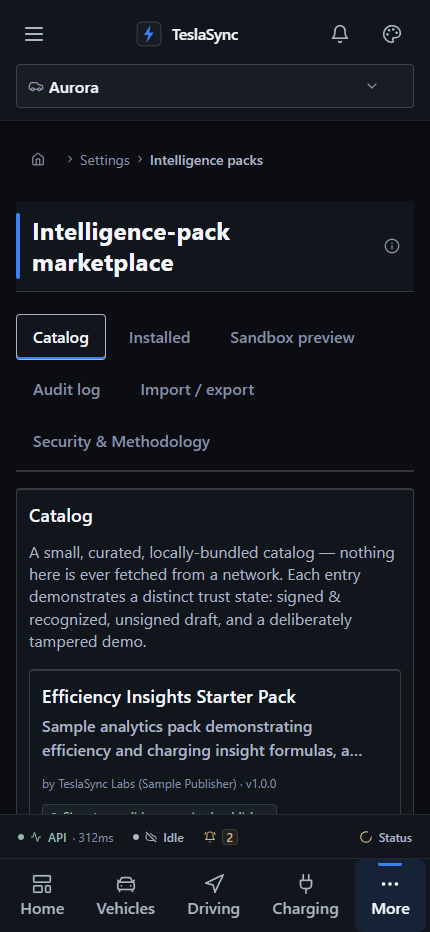 TeslaSync
Aurora
Settings
Intelligence packs
Intelligence-pack
marketplace
Catalog
Installed
Sandbox preview
Audit log
Import / export
Security & Methodology
Catalog
A small, curated, locally-bundled catalog — nothing
here is ever fetched from a network. Each entry
demonstrates a distinct trust state: signed &
recognized, unsigned draft, and a deliberately
tampered demo.
Efficiency Insights Starter Pack
Sample analytics pack demonstrating
efficiency and charging insight formulas, a...
by TeslaSync Labs (Sample Publisher) · v1.0.0
API · 312ms
Idle
2
Status
Home
Vehicles
Driving
Charging
More